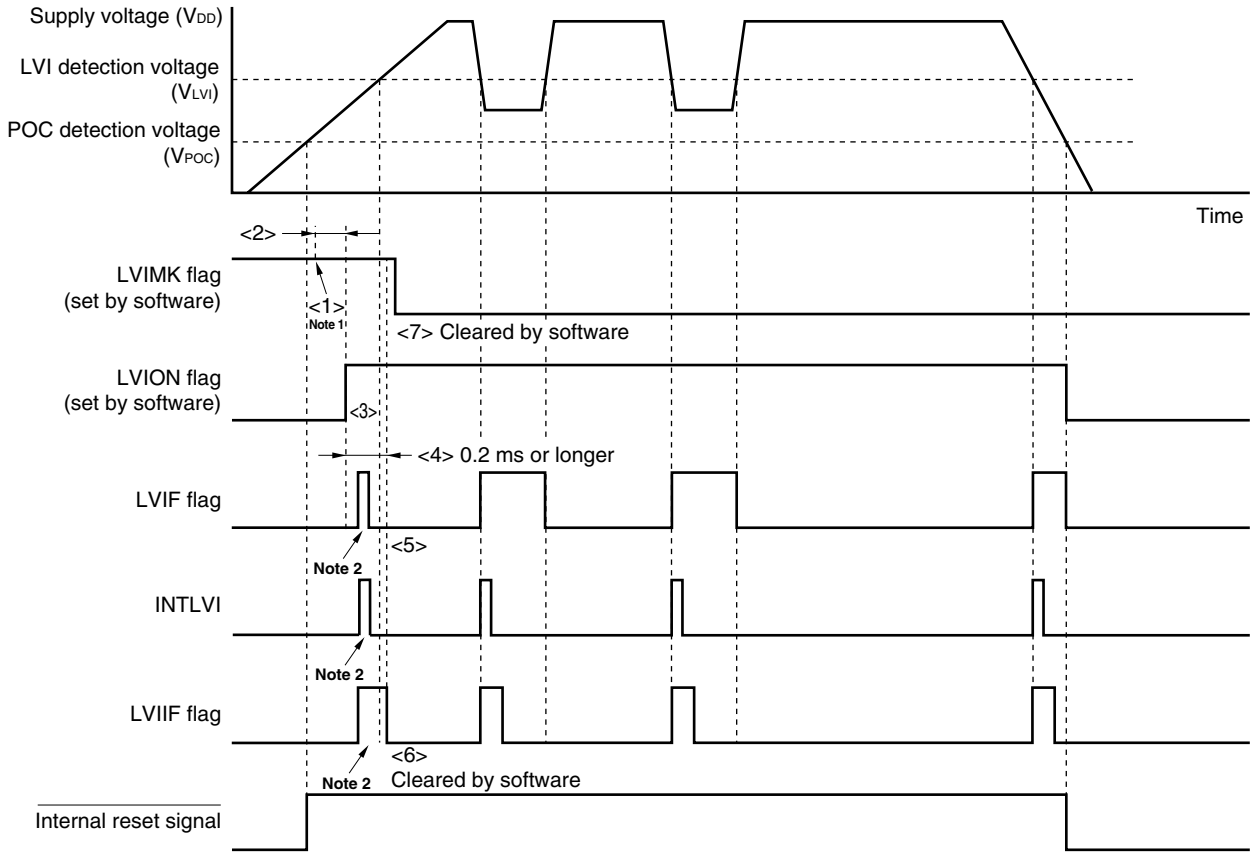 Supply voltage (VDD)
LVI detection voltage
(VLVI)
POC detection voltage
(VPOC)
Time
<2>
LVIMK flag
(set by software)
<1>
Note 1
<7> Cleared by software
LVION flag
(set by software)
<3>
<4> 0.2 ms or longer
LVIF flag
<5>
Note 2
INTLVI
Note 2
LVIIF flag
<6>
Note 2
Cleared by software
Internal reset signal